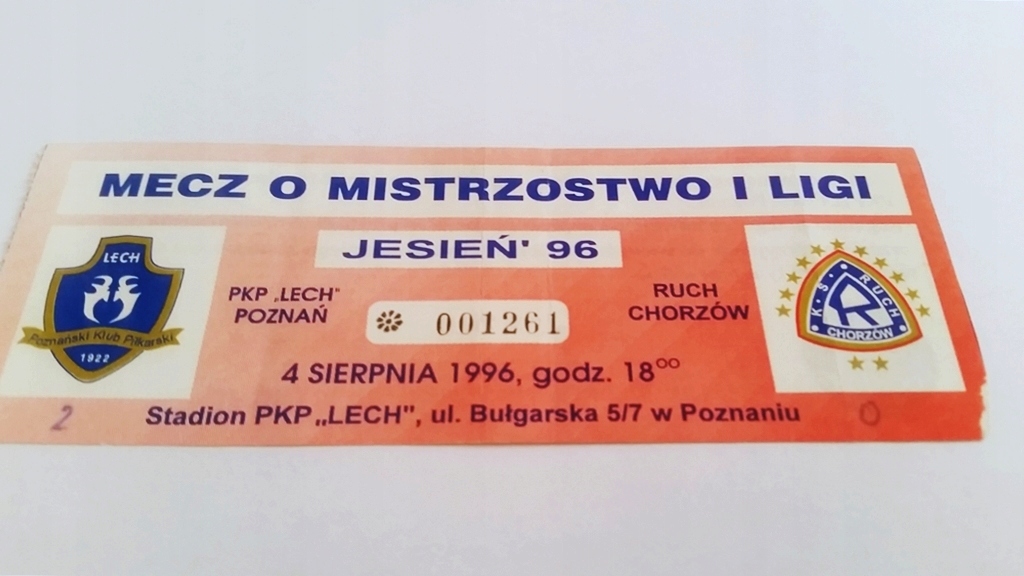 MECZ O MISTRZOSTWO I LIGI
JESIEŃ' 96
LECH
Poznański Klub Piłkarski
1922
PKP „LECH"
POZNAŃ
001261
RUCH
CHORZÓW
K.S. RUCH
CHORZÓW
4 SIERPNIA 1996, godz. 18⁰⁰
Stadion PKP „LECH", ul. Bułgarska 5/7 w Poznaniu
2
0